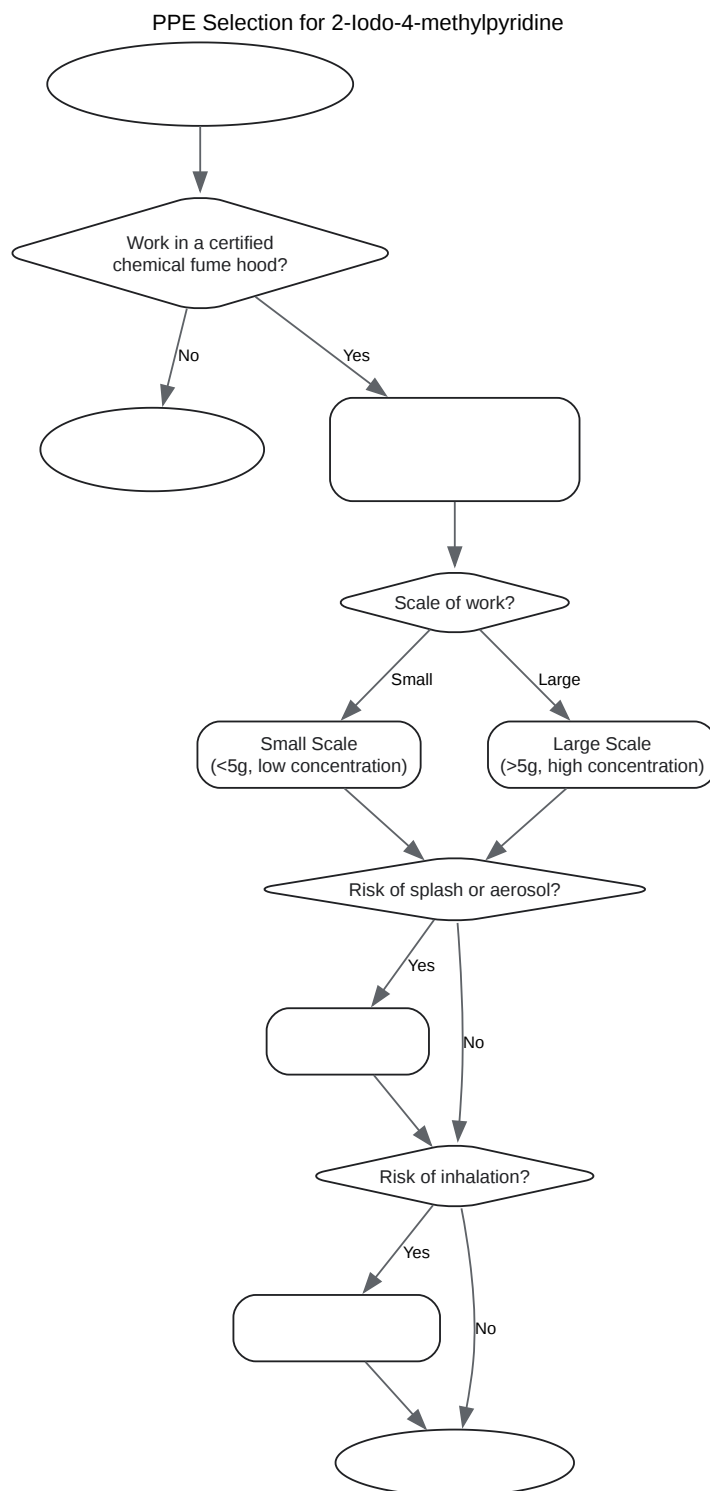 PPE Selection for 2-Iodo-4-methylpyridine
Work in a certified
chemical fume hood?
No
Yes
Scale of work?
Small
Large
Small Scale
(<5g, low concentration)
Large Scale
(>5g, high concentration)
Risk of splash or aerosol?
Yes
No
Risk of inhalation?
Yes
No